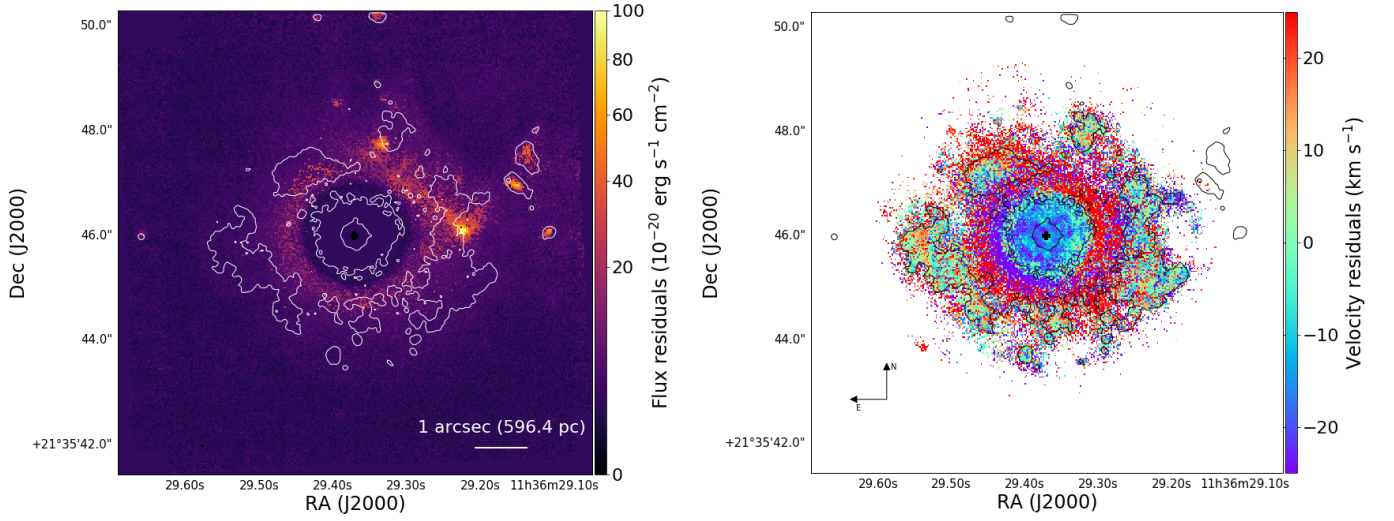 50.0"
48.0"
46.0"
44.0"
+21°35'42.0"
Dec (J2000)
29.60s 29.50s 29.40s 29.30s 29.20s 11h36m29.10s
RA (J2000)
1 arcsec (596.4 pc)
100
80
60
40
20
0
Flux residuals (10⁻²⁰ erg s⁻¹ cm⁻²)
50.0"
48.0"
46.0"
44.0"
+21°35'42.0"
Dec (J2000)
N
E
29.60s 29.50s 29.40s 29.30s 29.20s 11h36m29.10s
RA (J2000)
20
10
0
−10
−20
Velocity residuals (km s⁻¹)